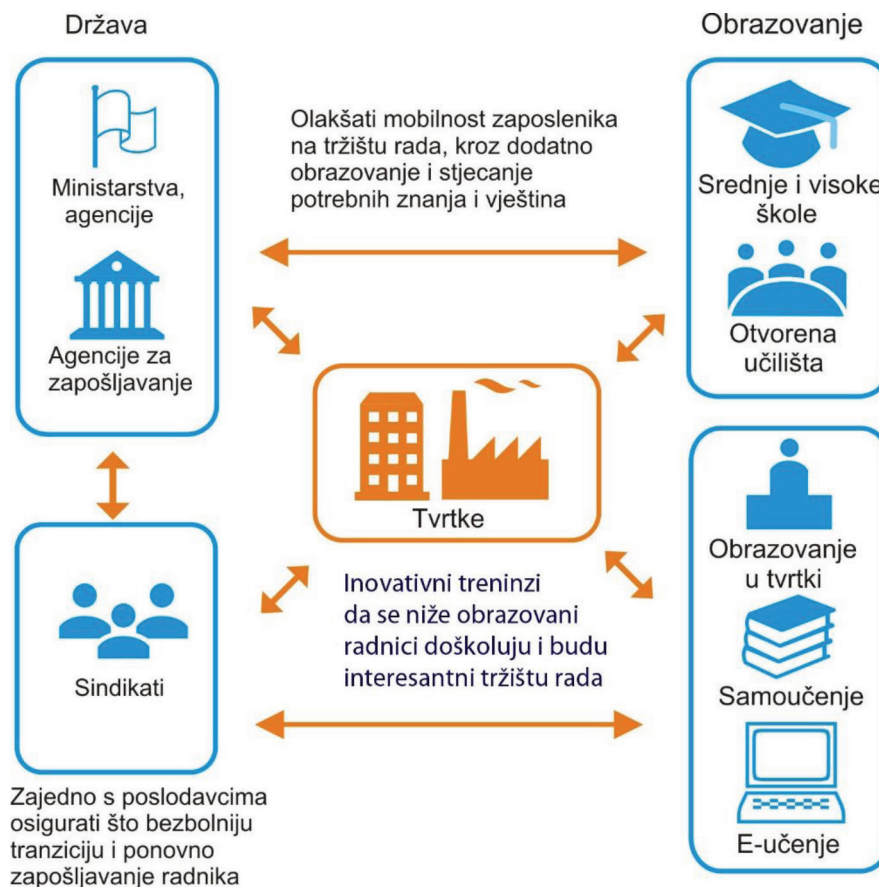 Država
Ministarstva,
agencije
Agencije za
zapošljavanje
Olakšati mobilnost zaposlenika
na tržištu rada, kroz dodatno
obrazovanje i stjecanje
potrebnih znanja i vještina
Obrazovanje
Srednje i visoke
škole
Otvorena
učilišta
Tvrtke
Inovativni treninzi
da se niže obrazovani
radnici doškoluju i budu
interesantni tržištu rada
Sindikati
Zajedno s poslodavcima
osigurati što bezbolniju
tranziciju i ponovno
zapošljavanje radnika
Obrazovanje
u tvrtki
Samoučenje
E-učenje